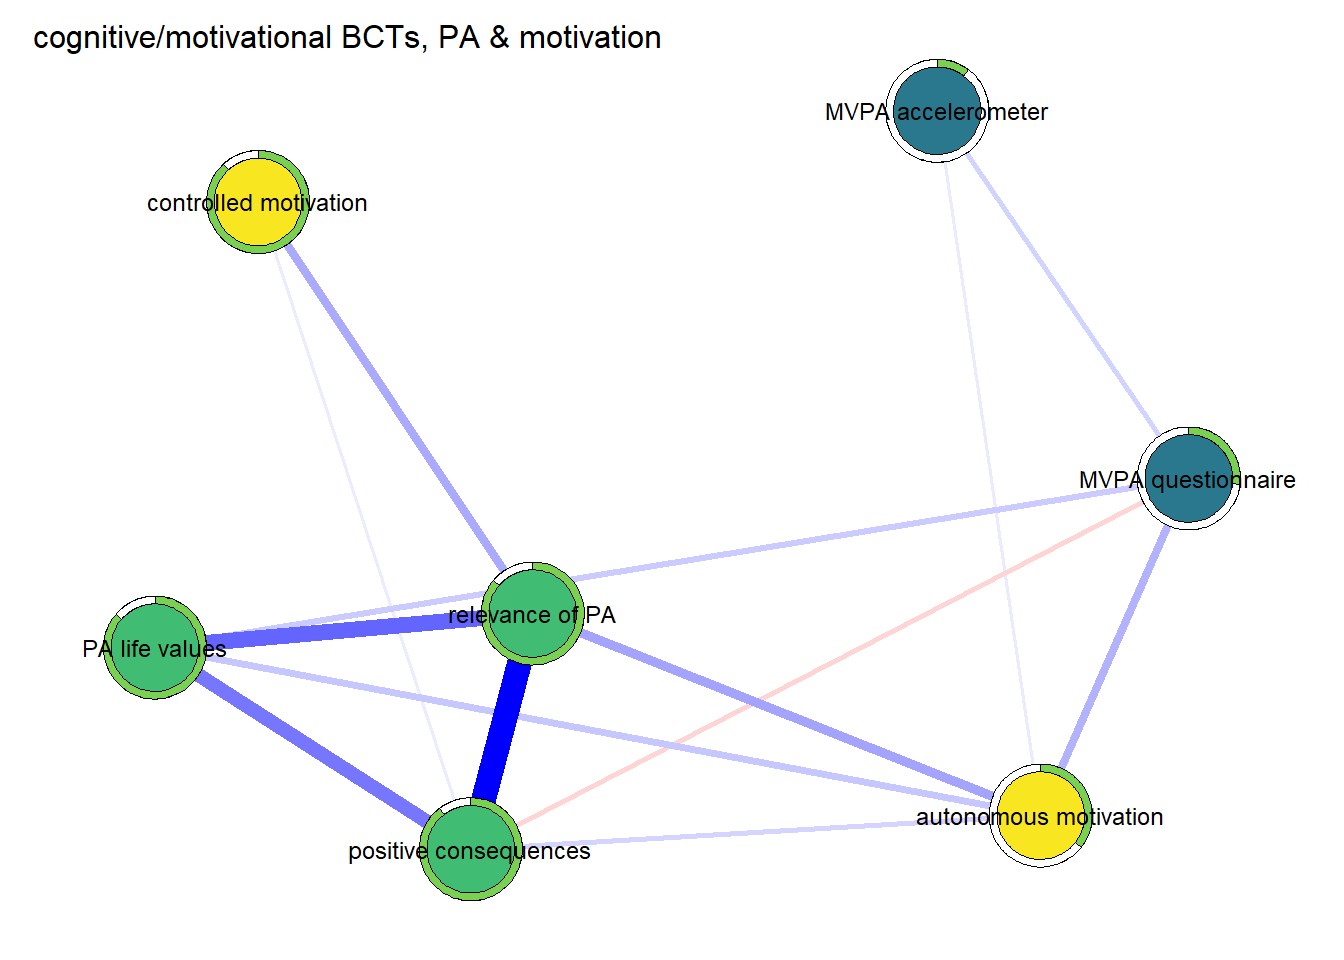 cognitive/motivational BCTs, PA & motivation
MVPA accelerometer
controlled motivation
MVPA questionnaire
relevance of PA
PA life values
autonomous motivation
positive consequences